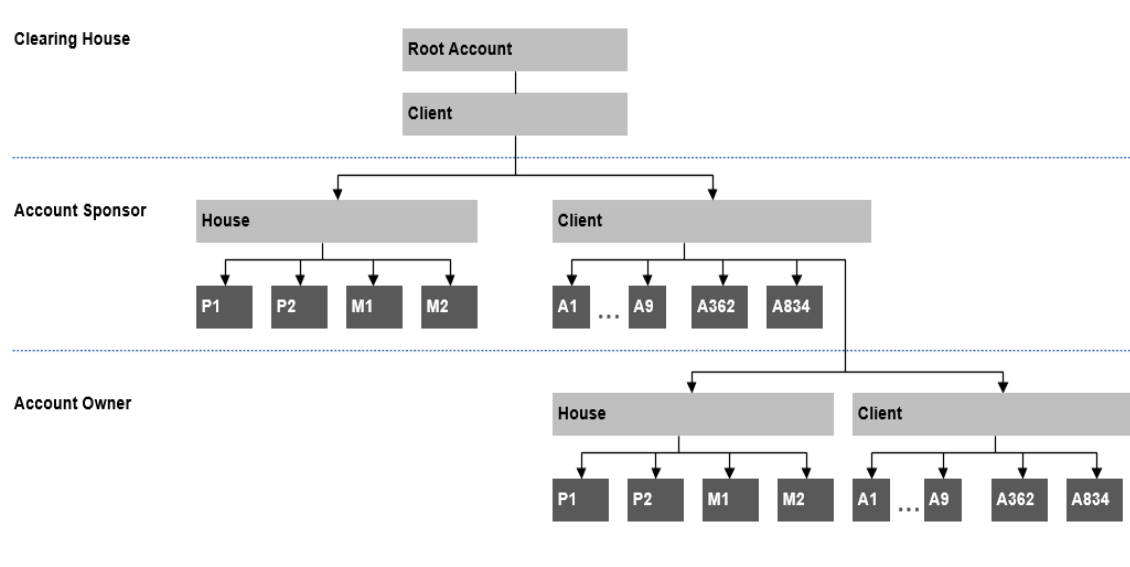 Clearing House
Root Account
Client
Account Sponsor
House
Client
P1 P2 M1 M2 A1 ... A9 A362 A834
Account Owner
House
Client
P1 P2 M1 M2 A1 ... A9 A362 A834